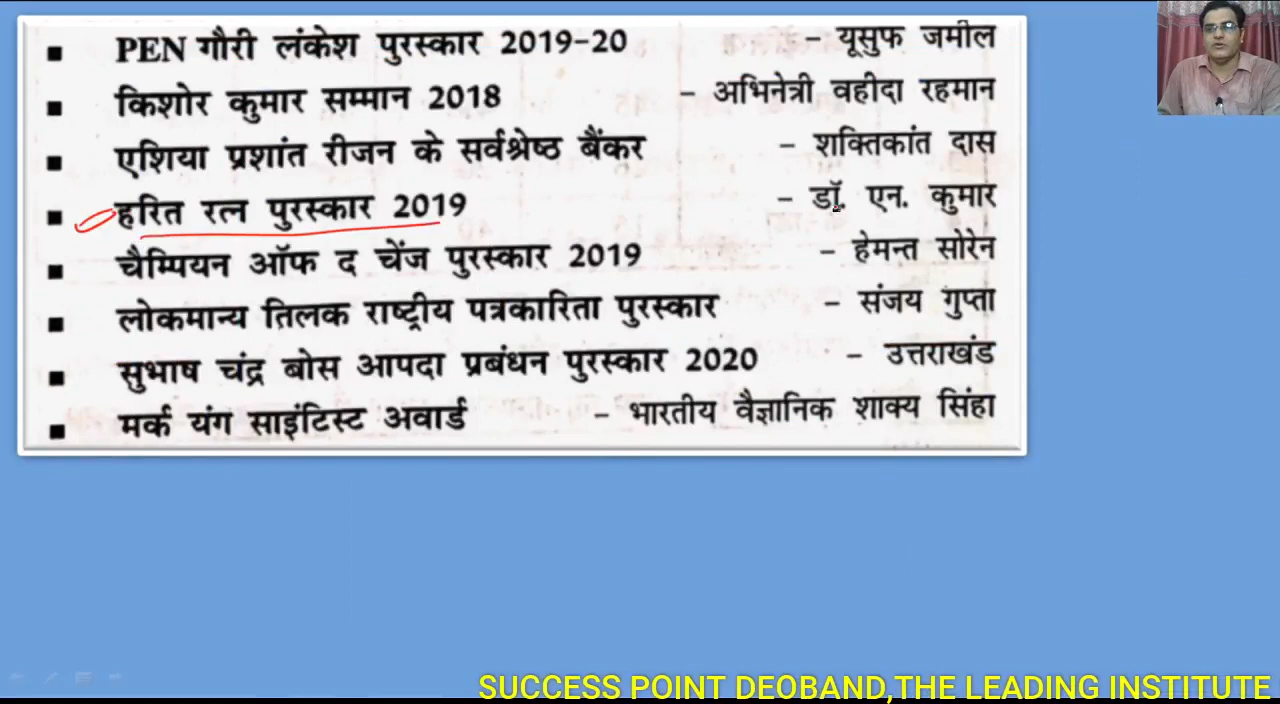 PEN गौरी लंकेश पुरस्कार 2019-20 - यूसुफ जमील
किशोर कुमार सम्मान 2018 - अभिनेत्री वहीदा रहमान
एशिया प्रशांत रीजन के सर्वश्रेष्ठ बैंकर - शक्तिकांत दास
हरित रत्न पुरस्कार 2019 - डॉ. एन. कुमार
चैम्पियन ऑफ द चेंज पुरस्कार 2019 - हेमन्त सोरेन
लोकमान्य तिलक राष्ट्रीय पत्रकारिता पुरस्कार - संजय गुप्ता
सुभाष चंद्र बोस आपदा प्रबंधन पुरस्कार 2020 - उत्तराखंड
मर्क यंग साइंटिस्ट अवार्ड - भारतीय वैज्ञानिक शाक्य सिंहा
SUCCESS POINT DEOBAND,THE LEADING INSTITUTE